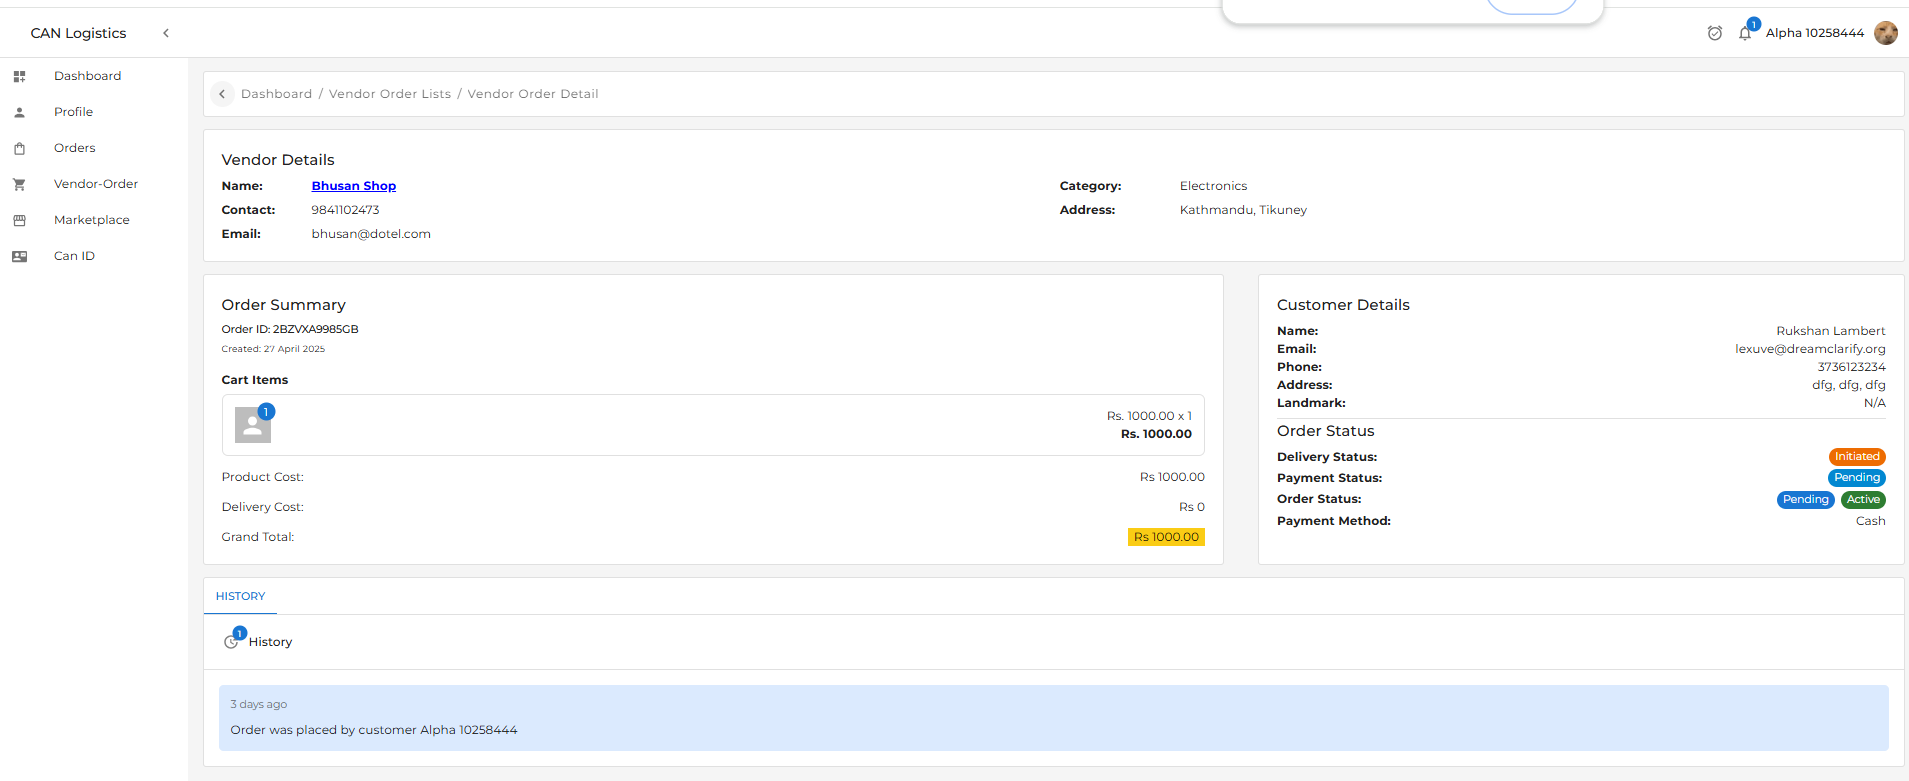 CAN Logistics
1
Alpha 10258444
Dashboard
Profile
Orders
Vendor-Order
Marketplace
Can ID
Dashboard / Vendor Order Lists / Vendor Order Detail
Vendor Details
Name: Bhusan Shop
Category: Electronics
Contact: 9841102473
Address: Kathmandu, Tikuney
Email: bhusan@dotel.com
Order Summary
Order ID: 2BZVXA9985GB
Created: 27 April 2025
Cart Items
1
Rs. 1000.00 x 1
Rs. 1000.00
Product Cost: Rs 1000.00
Delivery Cost: Rs 0
Grand Total: Rs 1000.00
Customer Details
Name: Rukshan Lambert
Email: lexuve@dreamclarify.org
Phone: 3736123234
Address: dfg, dfg, dfg
Landmark: N/A
Order Status
Delivery Status: Initiated
Payment Status: Pending
Order Status: Pending Active
Payment Method: Cash
HISTORY
1
History
3 days ago
Order was placed by customer Alpha 10258444